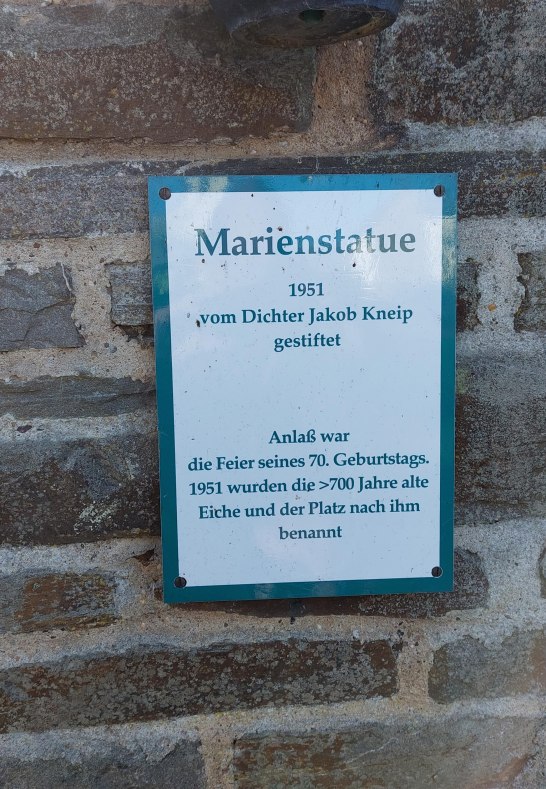 Marienstatue
1951
vom Dichter Jakob Kneip
gestiftet
Anlaß war
die Feier seines 70. Geburtstags.
1951 wurden die >700 Jahre alte
Eiche und der Platz nach ihm
benannt